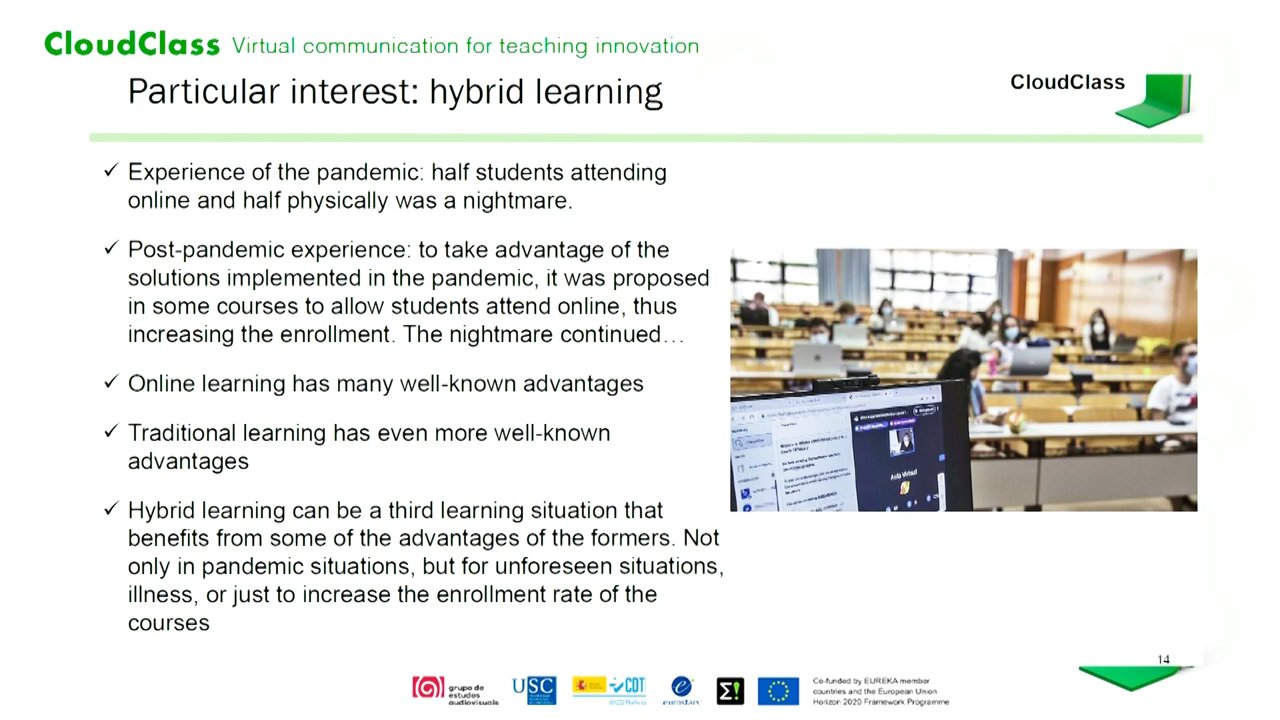 CloudClass Virtual communication for teaching innovation
Particular interest: hybrid learning
CloudClass
✓ Experience of the pandemic: half students attending
online and half physically was a nightmare.
✓ Post-pandemic experience: to take advantage of the
solutions implemented in the pandemic, it was proposed
in some courses to allow students attend online, thus
increasing the enrollment. The nightmare continued…
✓ Online learning has many well-known advantages
✓ Traditional learning has even more well-known
advantages
✓ Hybrid learning can be a third learning situation that
benefits from some of the advantages of the formers. Not
only in pandemic situations, but for unforeseen situations,
illness, or just to increase the enrollment rate of the
courses
Aula Virtual
14
grupo de
estudos
audiovisuais
USC
CDTI
eurostars
Σ!
Co-funded by EUREKA member
countries and the European Union
Horizon 2020 Framework Programme